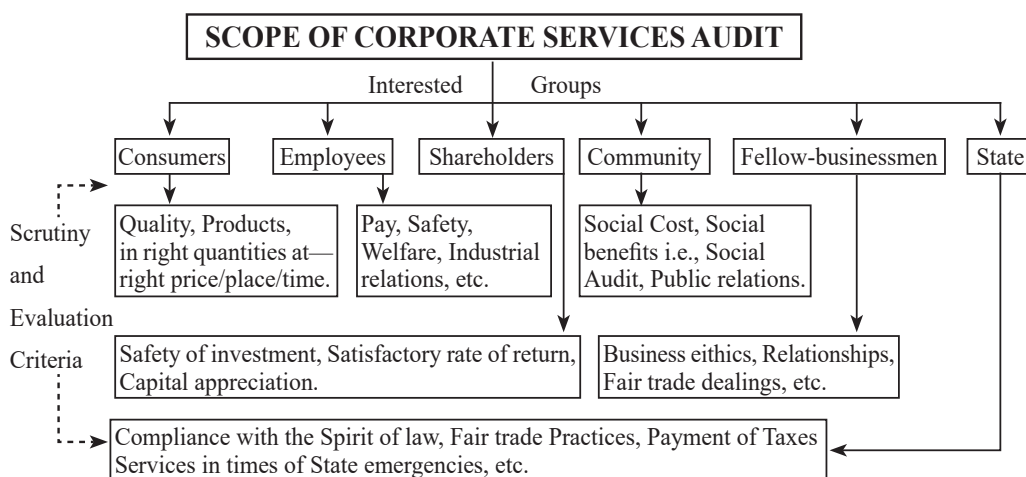 SCOPE OF CORPORATE SERVICES AUDIT
Interested Groups
Consumers
Employees
Shareholders
Community
Fellow-businessmen
State
Scrutiny
and
Evaluation
Criteria
Quality, Products,
in right quantities at—
right price/place/time.
Pay, Safety,
Welfare, Industrial
relations, etc.
Social Cost, Social
benefits i.e., Social
Audit, Public relations.
Safety of investment, Satisfactory rate of return,
Capital appreciation.
Business eithics, Relationships,
Fair trade dealings, etc.
Compliance with the Spirit of law, Fair trade Practices, Payment of Taxes
Services in times of State emergencies, etc.